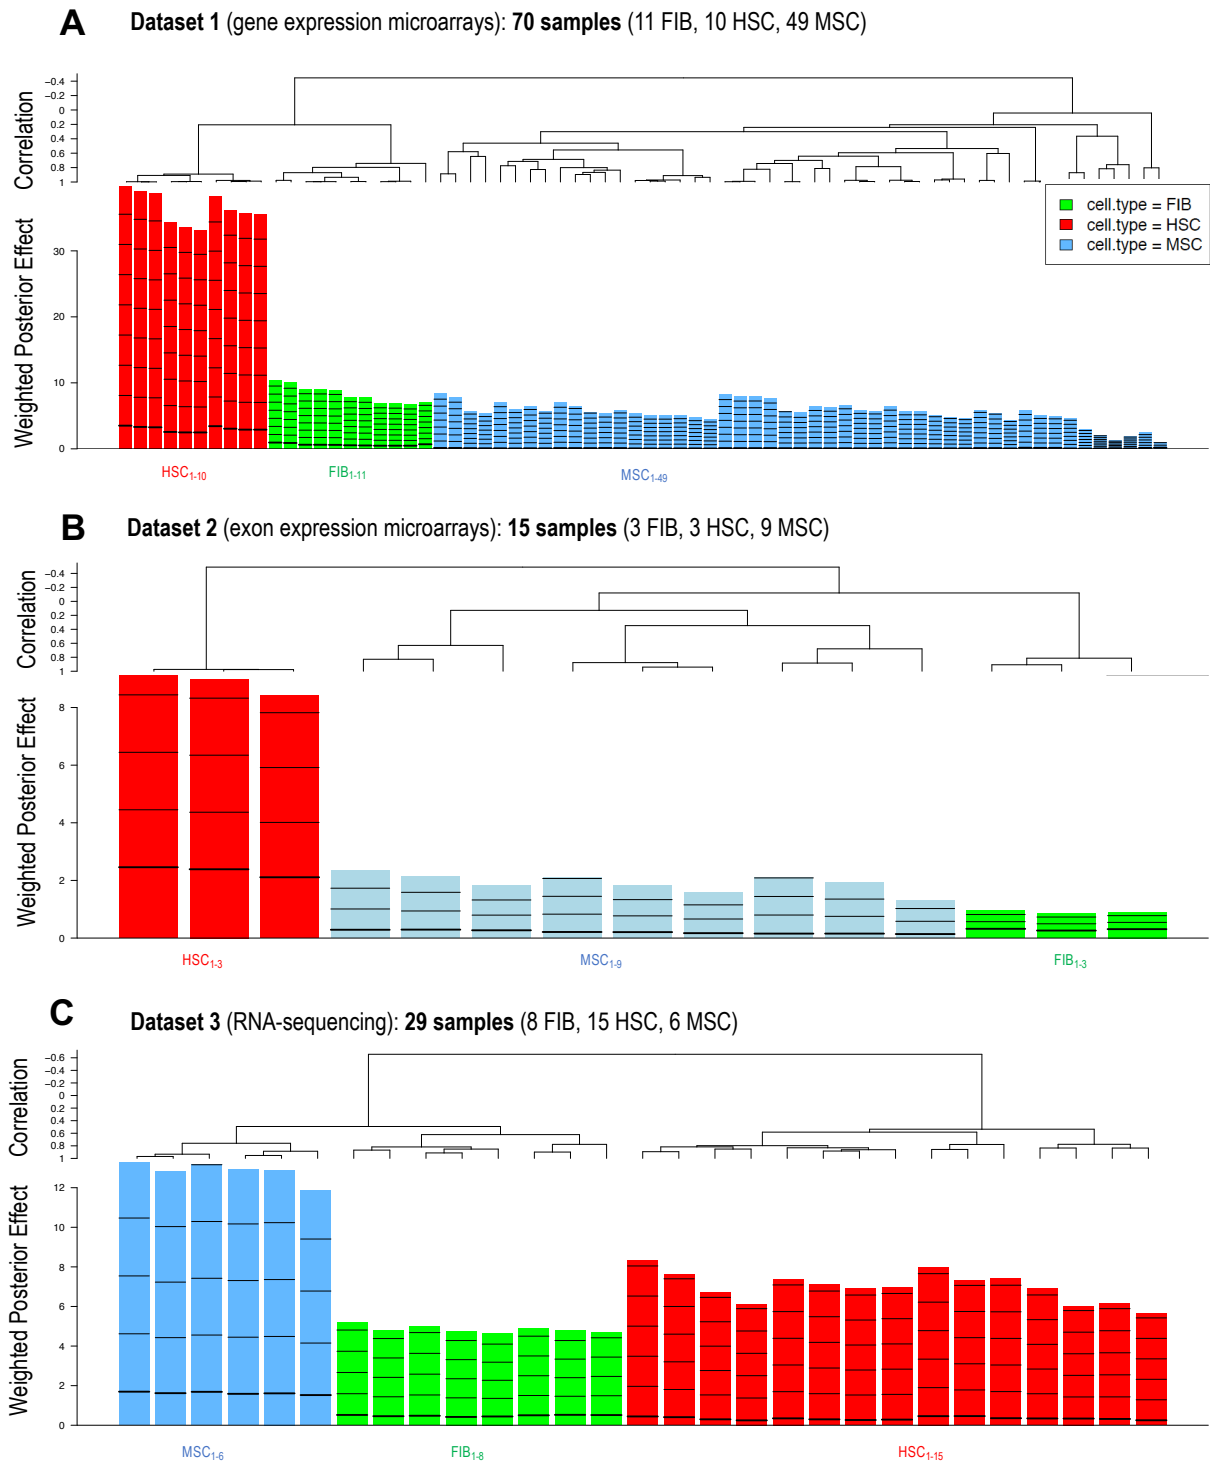 A Dataset 1 (gene expression microarrays): 70 samples (11 FIB, 10 HSC, 49 MSC)
Correlation
−0.4
−0.2
0
0.2
0.4
0.6
0.8
1
cell.type = FIB
cell.type = HSC
cell.type = MSC
Weighted Posterior Effect
30
20
10
0
HSC1-10 FIB1-11 MSC1-49
B Dataset 2 (exon expression microarrays): 15 samples (3 FIB, 3 HSC, 9 MSC)
Correlation
−0.4
−0.2
0
0.2
0.4
0.6
0.8
1
Weighted Posterior Effect
8
6
4
2
0
HSC1-3 MSC1-9 FIB1-3
C Dataset 3 (RNA-sequencing): 29 samples (8 FIB, 15 HSC, 6 MSC)
Correlation
−0.6
−0.4
−0.2
0
0.2
0.4
0.6
0.8
1
Weighted Posterior Effect
12
10
8
6
4
2
0
MSC1-6 FIB1-8 HSC1-15